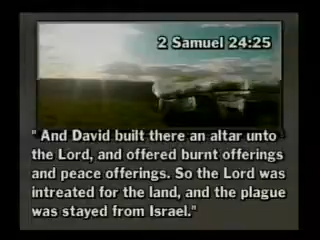 2 Samuel 24:25
" And David built there an altar unto
the Lord, and offered burnt offerings
and peace offerings. So the Lord was
intreated for the land, and the plague
was stayed from Israel."